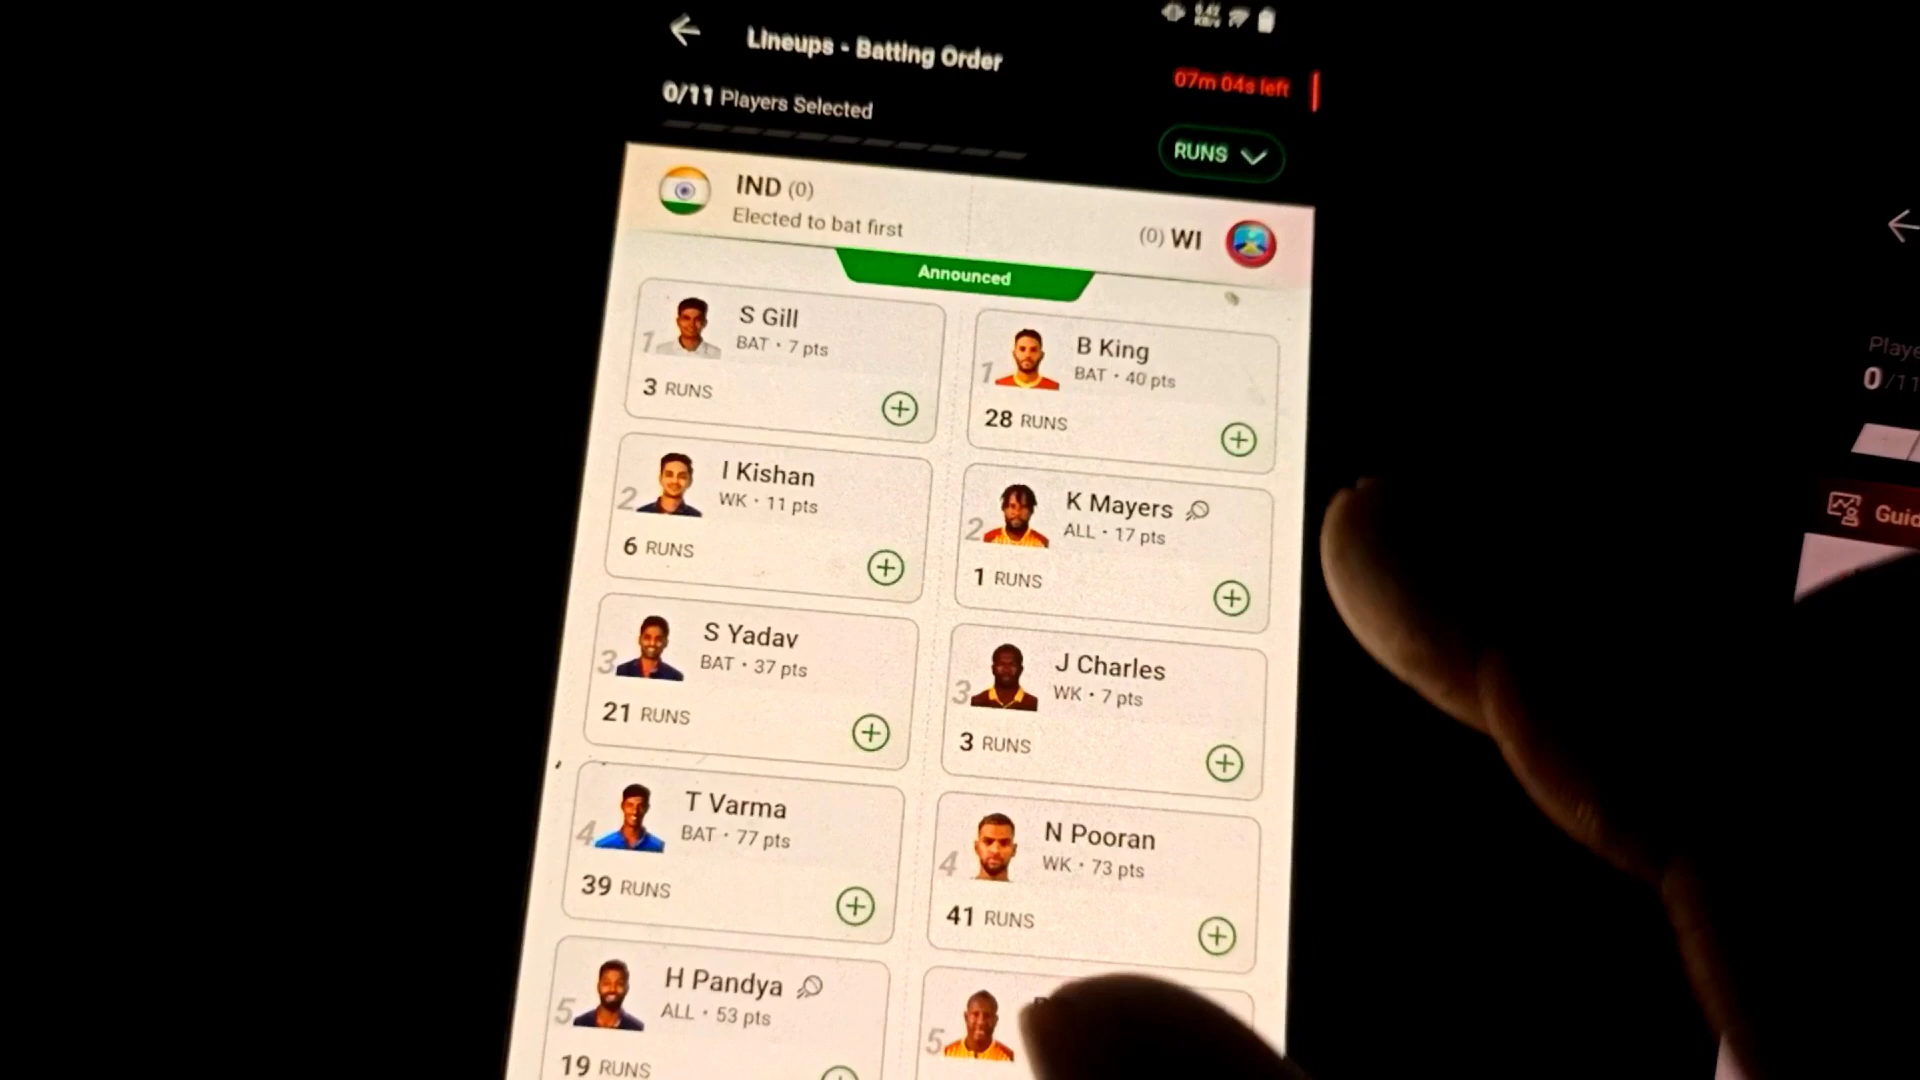 Lineups - Batting Order
07m 04s left
0/11 Players Selected
RUNS
IND (0)
Elected to bat first
(0) WI
Announced
1
S Gill
BAT • 7 pts
3 RUNS
1
B King
BAT • 40 pts
28 RUNS
2
I Kishan
WK • 11 pts
6 RUNS
2
K Mayers
ALL • 17 pts
1 RUNS
3
S Yadav
BAT • 37 pts
21 RUNS
3
J Charles
WK • 7 pts
3 RUNS
4
T Varma
BAT • 77 pts
39 RUNS
4
N Pooran
WK • 73 pts
41 RUNS
5
H Pandya
ALL • 53 pts
19 RUNS
5
0/11